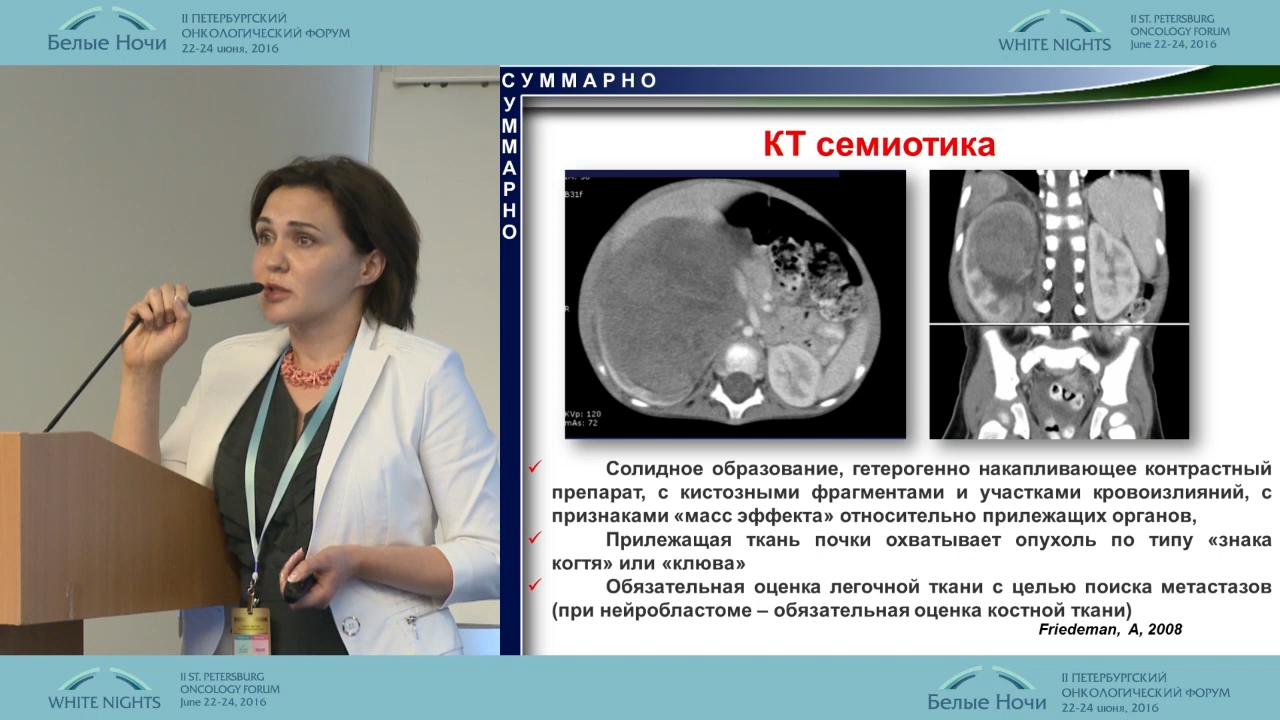 II ПЕТЕРБУРГСКИЙ
ОНКОЛОГИЧЕСКИЙ ФОРУМ
Белые Ночи
22-24 июня, 2016
II ST. PETERSBURG
ONCOLOGY FORUM
WHITE NIGHTS
June 22-24, 2016
СУММАРНО
УММАРНО
КТ семиотика
B31f
R
KVp: 120
mAs: 72
Солидное образование, гетерогенно накапливающее контрастный
препарат, с кистозными фрагментами и участками кровоизлияний, с
признаками «масс эффекта» относительно прилежащих органов,
Прилежащая ткань почки охватывает опухоль по типу «знака
когтя» или «клюва»
Обязательная оценка легочной ткани с целью поиска метастазов
(при нейробластоме – обязательная оценка костной ткани)
Friedeman, A, 2008
II ST. PETERSBURG
ONCOLOGY FORUM
WHITE NIGHTS
June 22-24, 2016
II ПЕТЕРБУРГСКИЙ
ОНКОЛОГИЧЕСКИЙ ФОРУМ
Белые Ночи
22-24 июня, 2016